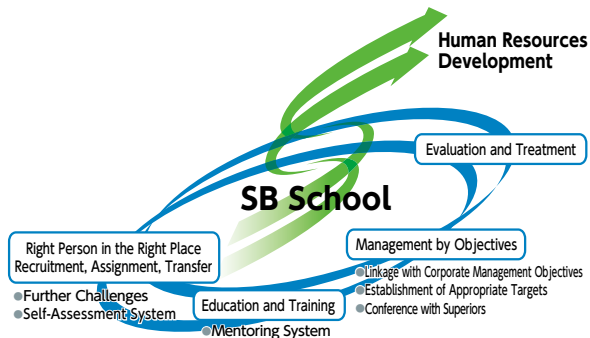 Human Resources
Development
Evaluation and Treatment
SB School
Right Person in the Right Place
Recruitment, Assignment, Transfer
●Further Challenges
●Self-Assessment System
Management by Objectives
●Linkage with Corporate Management Objectives
●Establishment of Appropriate Targets
●Conference with Superiors
Education and Training
●Mentoring System